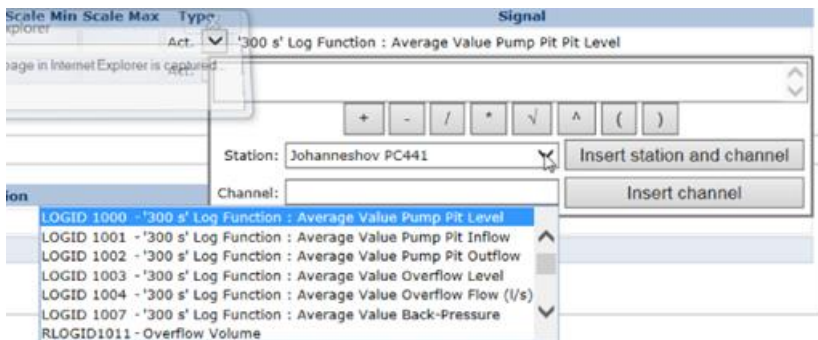 Scale Min Scale Max Type Signal
xplorer
Act. '300 s' Log Function : Average Value Pump Pit Pit Level
page in Internet Explorer is captured.
Act.
+ - / * √ ^ ( )
Station: Johanneshov PC441 Insert station and channel
Channel: Insert channel
ion
LOGID 1000 - '300 s' Log Function : Average Value Pump Pit Level
LOGID 1001 - '300 s' Log Function : Average Value Pump Pit Inflow
LOGID 1002 - '300 s' Log Function : Average Value Pump Pit Outflow
LOGID 1003 - '300 s' Log Function : Average Value Overflow Level
LOGID 1004 - '300 s' Log Function : Average Value Overflow Flow (l/s)
LOGID 1007 - '300 s' Log Function : Average Value Back-Pressure
RLOGID1011 - Overflow Volume